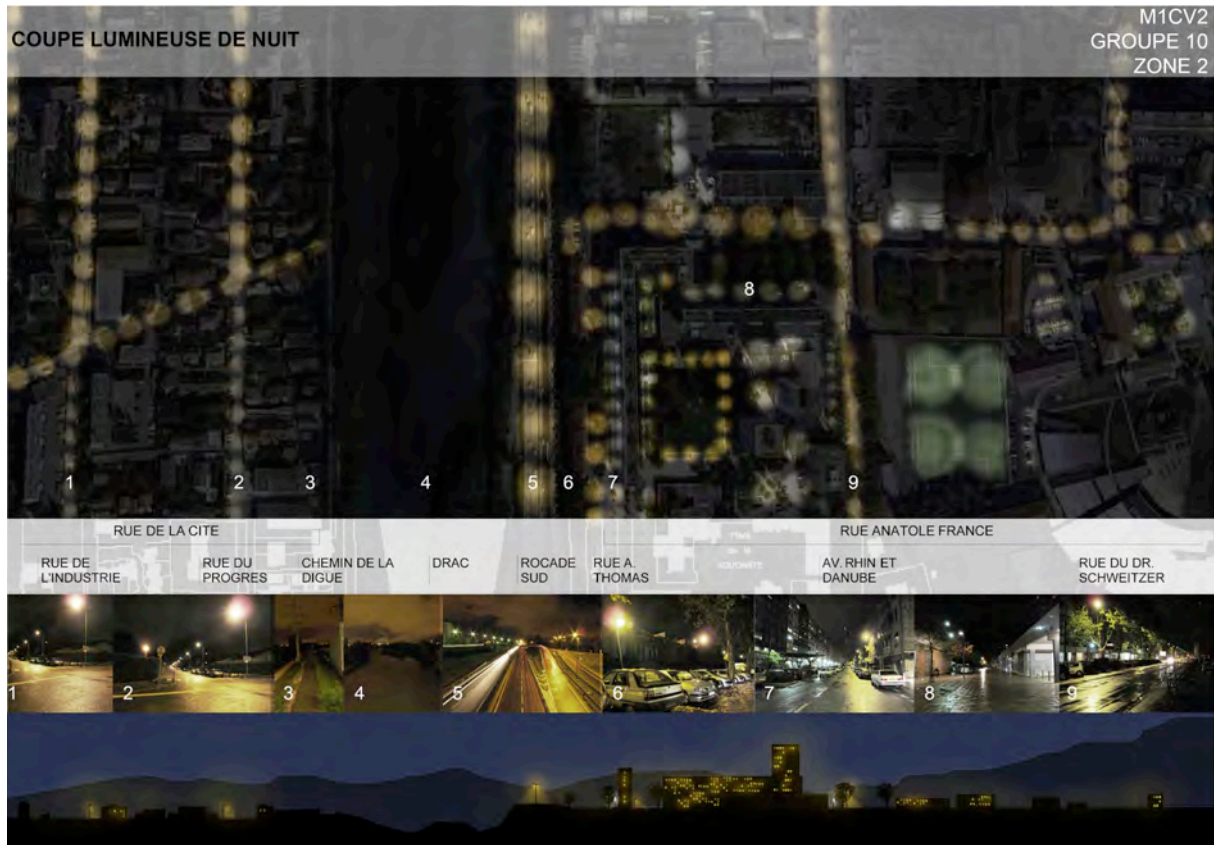 COUPE LUMINEUSE DE NUIT
M1CV2
GROUPE 10
ZONE 2
8
1
2
3
4
5
6
7
9
RUE DE LA CITE
RUE ANATOLE FRANCE
RUE DE
L'INDUSTRIE
RUE DU
PROGRES
CHEMIN DE LA
DIGUE
DRAC
ROCADE
SUD
RUE A.
THOMAS
AV. RHIN ET
DANUBE
RUE DU DR.
SCHWEITZER
1
2
3
4
5
6
7
8
9